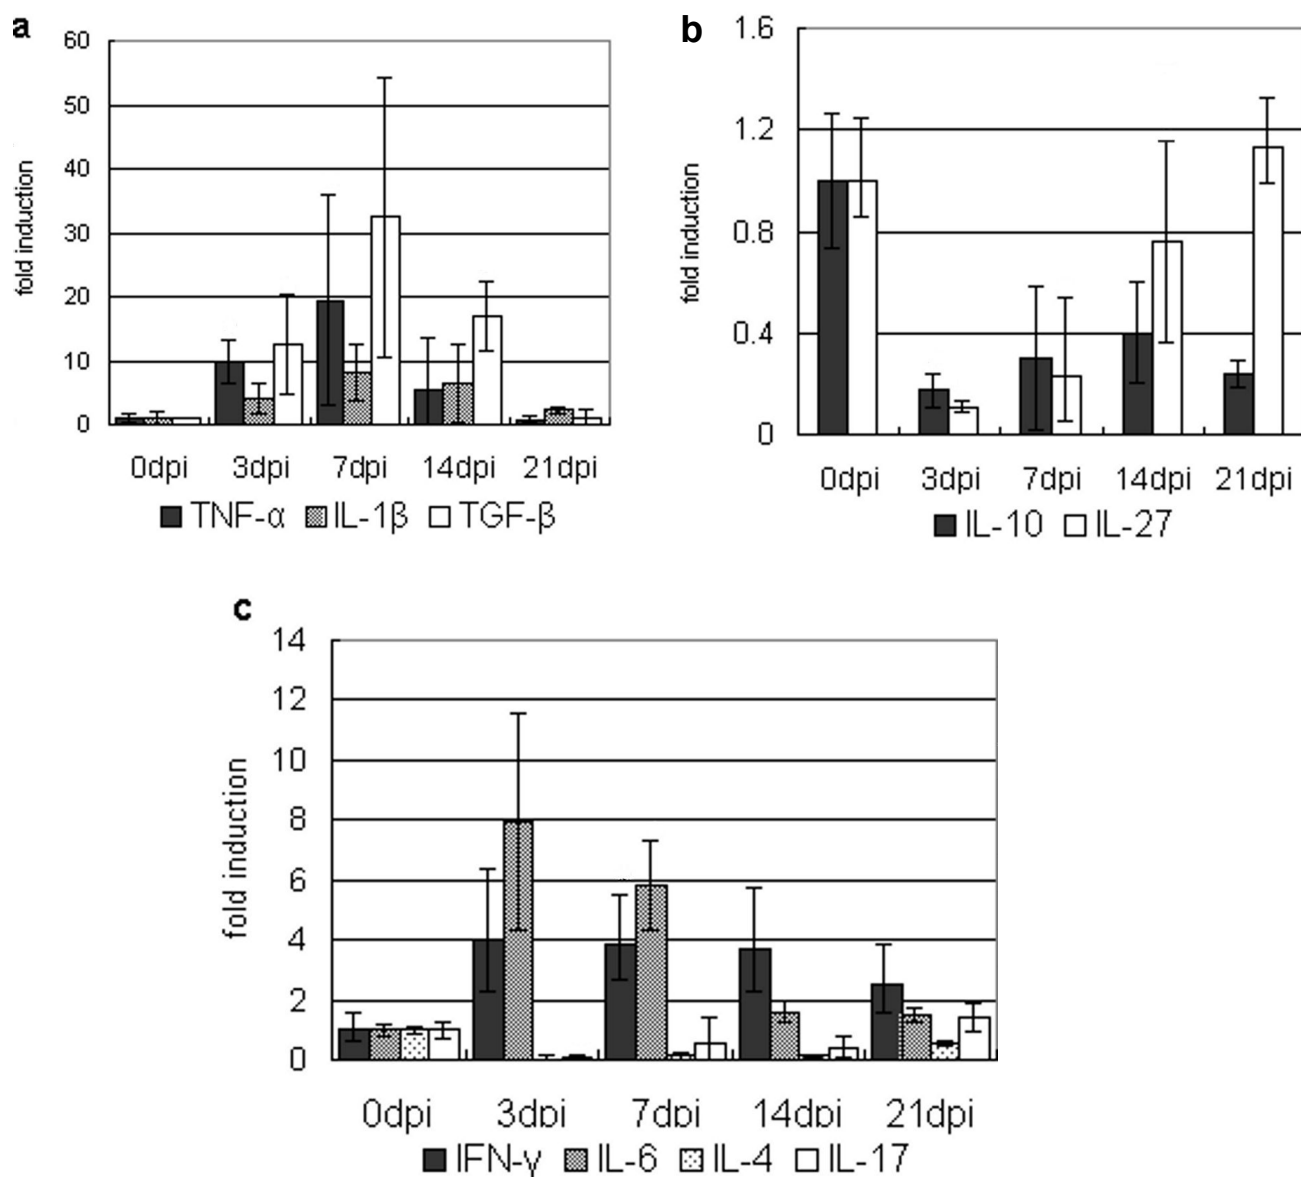 a
60
50
40
30
20
10
0
fold induction
0dpi 3dpi 7dpi 14dpi 21dpi
TNF-α IL-1β TGF-β
b
1.6
1.2
0.8
0.4
0
fold induction
0dpi 3dpi 7dpi 14dpi 21dpi
IL-10 IL-27
c
14
12
10
8
6
4
2
0
fold induction
0dpi 3dpi 7dpi 14dpi 21dpi
IFN-γ IL-6 IL-4 IL-17